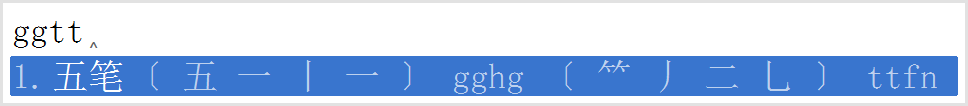 ggtt‸
1. 五笔 〔 五 一 丨 一 〕 gghg 〔 ⺮ 丿 二 乚 〕 ttfn